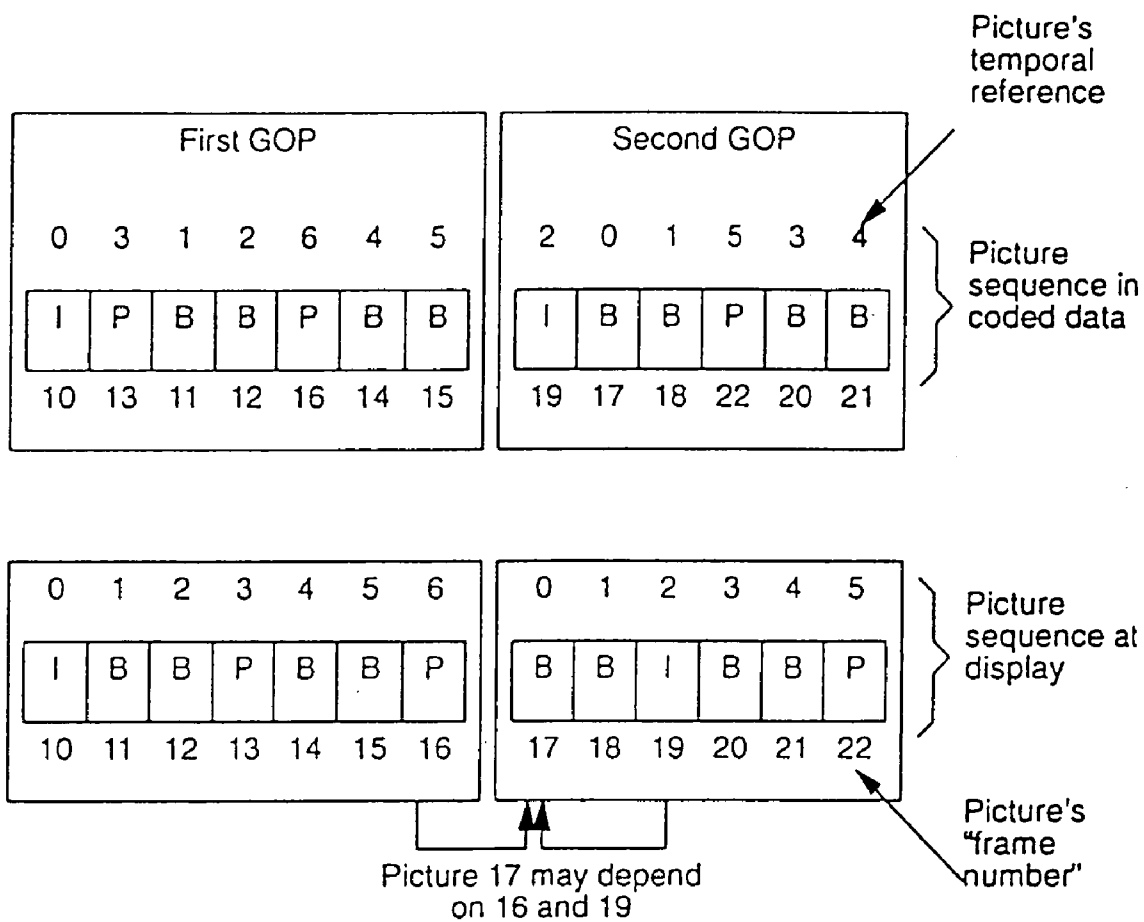 Picture's
temporal
reference
First GOP
Second GOP
0 3 1 2 6 4 5
2 0 1 5 3 4
I P B B P B B
I B B P B B
10 13 11 12 16 14 15
19 17 18 22 20 21
Picture
sequence in
coded data
0 1 2 3 4 5 6
0 1 2 3 4 5
I B B P B B P
B B I B B P
10 11 12 13 14 15 16
17 18 19 20 21 22
Picture
sequence at
display
Picture 17 may depend
on 16 and 19
Picture's
"frame
number"